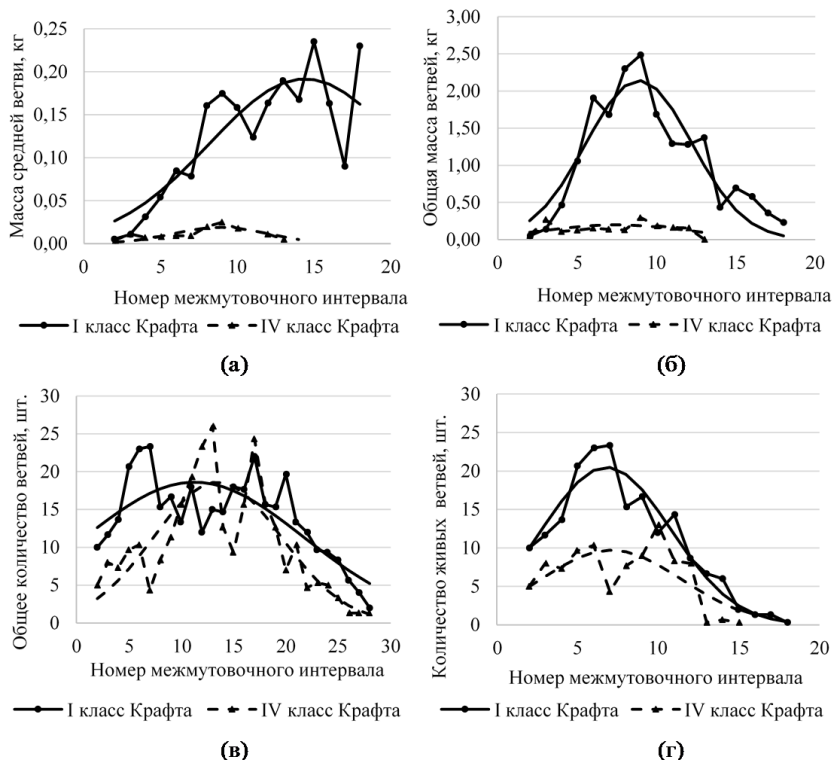 Масса средней ветви, кг
0,25
0,20
0,15
0,10
0,05
0,00
0 5 10 15 20
Номер межмутовочного интервала
I класс Крафта IV класс Крафта
(а)
Общая масса ветвей, кг
3,00
2,50
2,00
1,50
1,00
0,50
0,00
0 5 10 15 20
Номер межмутовочного интервала
I класс Крафта IV класс Крафта
(б)
Общее количество ветвей, шт.
30
25
20
15
10
5
0
0 5 10 15 20 25 30
Номер межмутовочного интервала
I класс Крафта IV класс Крафта
(в)
Количество живых ветвей, шт.
30
25
20
15
10
5
0
0 5 10 15 20
Номер межмутовочного интервала
I класс Крафта IV класс Крафта
(г)